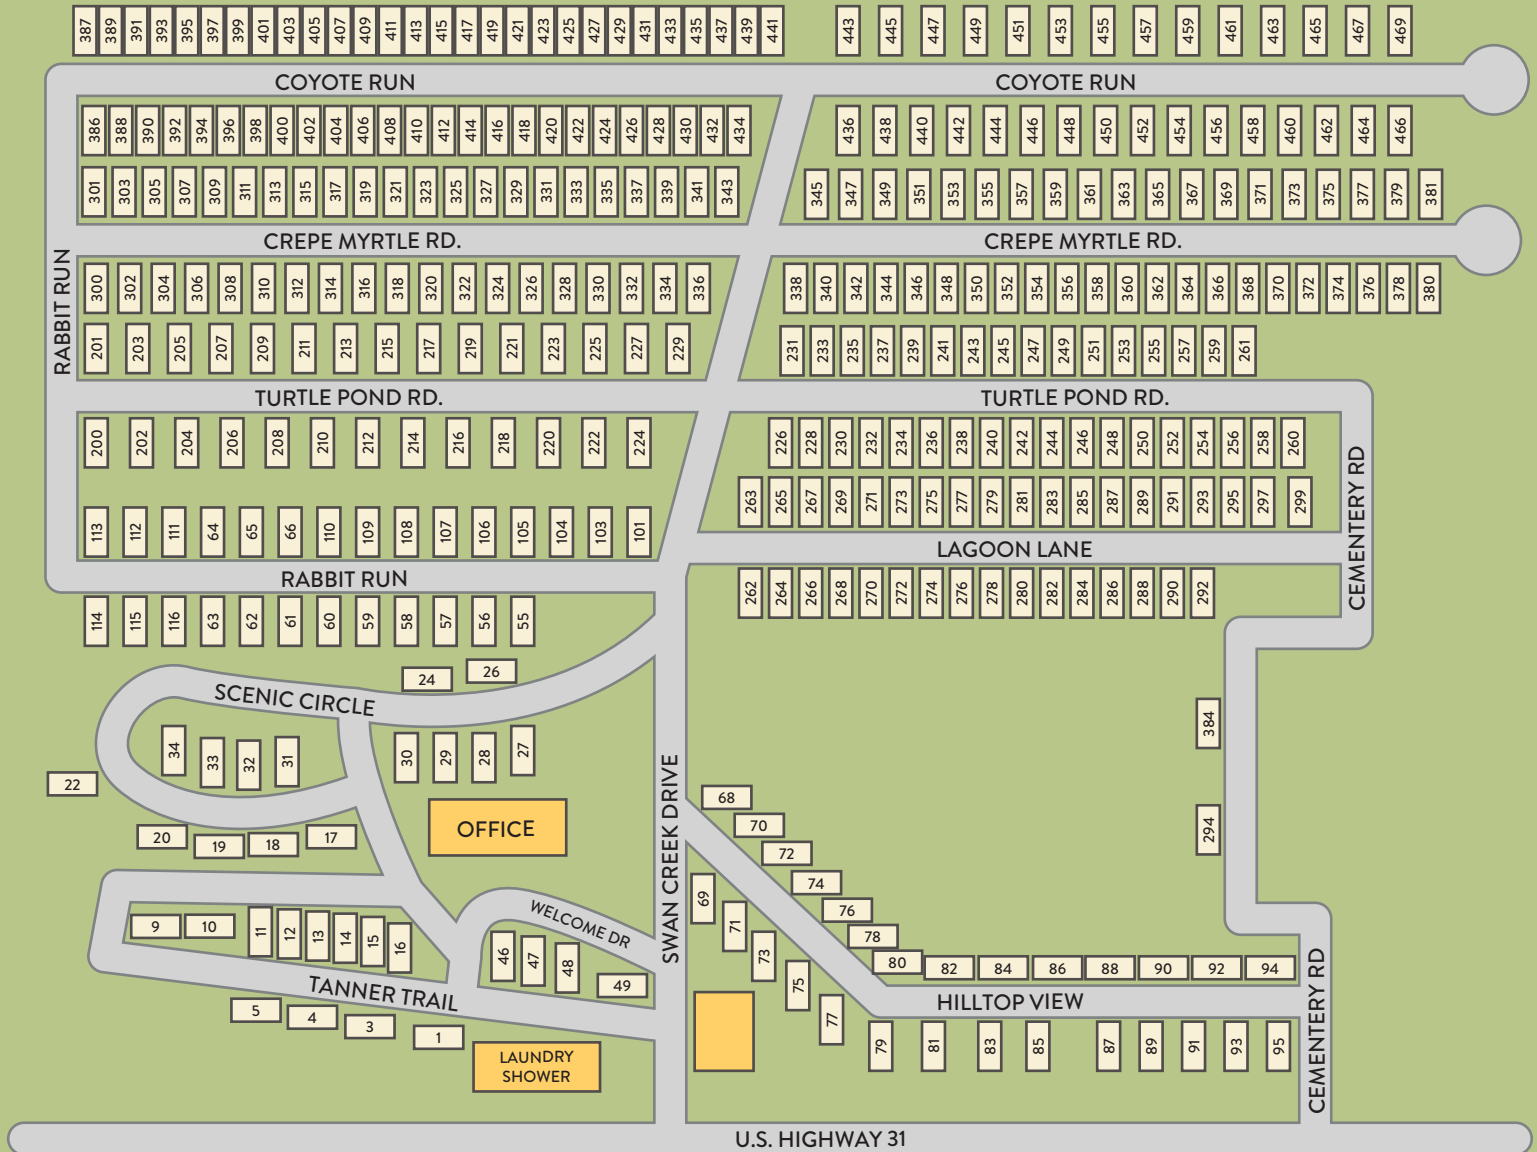 387 389 391 393 395 397 399 401 403 405 407 409 411 413 415 417 419 421 423 425 427 429 431 433 435 437 439 441 443 445 447 449 451 453 455 457 459 461 463 465 467 469
COYOTE RUN COYOTE RUN
386 388 390 392 394 396 398 400 402 404 406 408 410 412 414 416 418 420 422 424 426 428 430 432 434 436 438 440 442 444 446 448 450 452 454 456 458 460 462 464 466
301 303 305 307 309 311 313 315 317 319 321 323 325 327 329 331 333 335 337 339 341 343 345 347 349 351 353 355 357 359 361 363 365 367 369 371 373 375 377 379 381
CREPE MYRTLE RD. CREPE MYRTLE RD.
RABBIT RUN
300 302 304 306 308 310 312 314 316 318 320 322 324 326 328 330 332 334 336 338 340 342 344 346 348 350 352 354 356 358 360 362 364 366 368 370 372 374 376 378 380
201 203 205 207 209 211 213 215 217 219 221 223 225 227 229 231 233 235 237 239 241 243 245 247 249 251 253 255 257 259 261
TURTLE POND RD. TURTLE POND RD.
200 202 204 206 208 210 212 214 216 218 220 222 224 226 228 230 232 234 236 238 240 242 244 246 248 250 252 254 256 258 260
263 265 267 269 271 273 275 277 279 281 283 285 287 289 291 293 295 297 299
CEMENTERY RD
113 112 111 64 65 66 110 109 108 107 106 105 104 103 101
LAGOON LANE
RABBIT RUN
262 264 266 268 270 272 274 276 278 280 282 284 286 288 290 292
114 115 116 63 62 61 60 59 58 57 56 55
24 26
SCENIC CIRCLE
34 33 32 31 30 29 28 27
22
384
294
20 19 18 17
OFFICE
SWAN CREEK DRIVE
68
70
72
74
76
78
80 82 84 86 88 90 92 94
69
71
73
75
77
9 10 11 12 13 14 15 16
WELCOME DR
46 47 48 49
TANNER TRAIL
HILLTOP VIEW
5 4 3 1
79 81 83 85 87 89 91 93 95
CEMENTERY RD
LAUNDRY
SHOWER
U.S. HIGHWAY 31